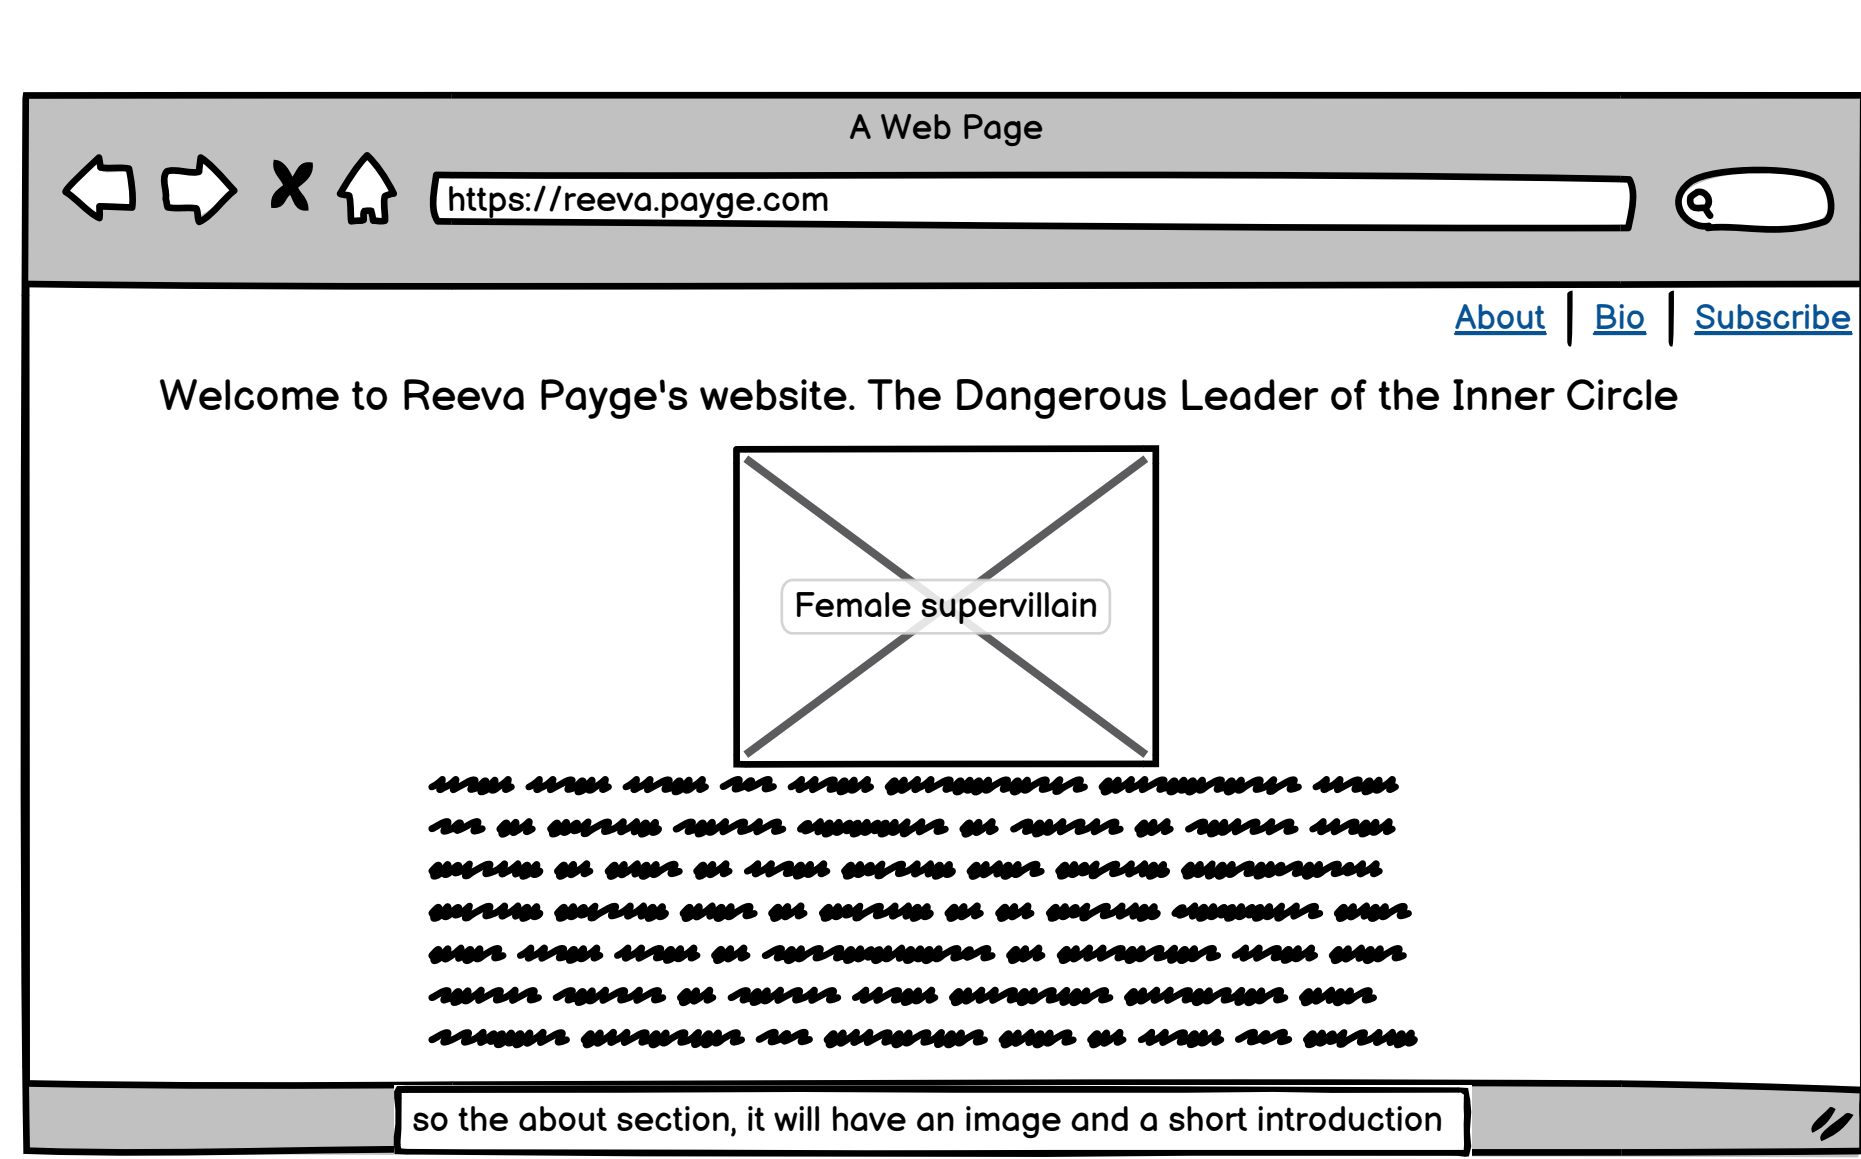 A Web Page
https://reeva.payge.com
About
Bio
Subscribe
Welcome to Reeva Payge's website. The Dangerous Leader of the Inner Circle
Female supervillain
so the about section, it will have an image and a short introduction